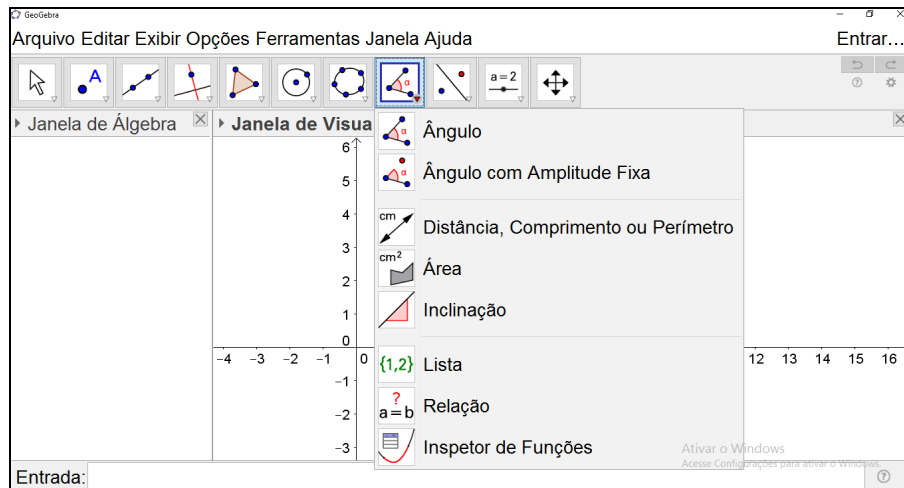 GeoGebra
Arquivo Editar Exibir Opções Ferramentas Janela Ajuda Entrar...
A α a=2
Janela de Álgebra Janela de Visua
α Ângulo
α Ângulo com Amplitude Fixa
cm Distância, Comprimento ou Perímetro
cm² Área
Inclinação
{1,2} Lista
? a=b Relação
Inspetor de Funções
6
5
4
3
2
1
0
−4 −3 −2 −1 0 12 13 14 15 16
−1
−2
−3
Ativar o Windows
Acesse Configurações para ativar o Windows.
Entrada: